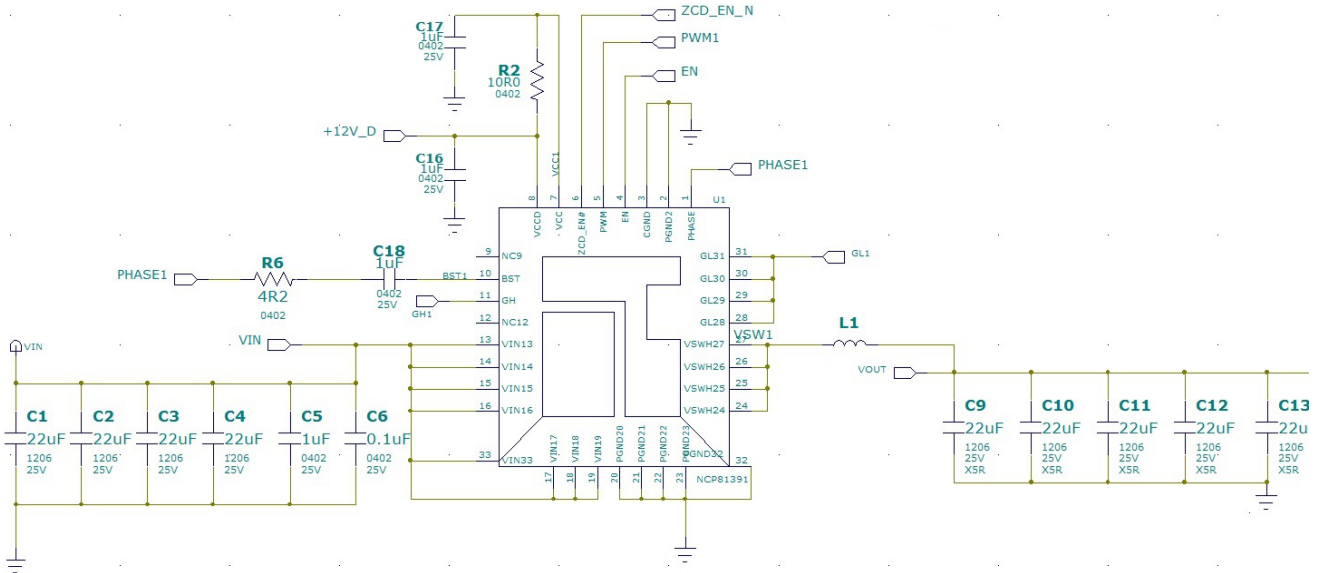 ZCD_EN_N
C17
1uF
0402
25V
PWM1
R2
10R0
0402
EN
+12V_D
C16
1uF
0402
25V
VCC1
PHASE1
8
7
6
5
4
3
2
1
U1
VCCD
VCC
ZCD_EN#
PWM
EN
CGND
PGND2
PHASE
PHASE1
R6
4R2
0402
C18
1uF
0402
25V
BST1
GH1
9
NC9
10
BST
11
GH
12
NC12
13
VIN13
14
VIN14
15
VIN15
16
VIN16
33
VIN33
GL31
31
GL30
30
GL29
29
GL28
28
GL1
VSW1
VSWH27
27
VSWH26
26
VSWH25
25
VSWH24
24
L1
VOUT
VIN
VIN
C1
22uF
1206
25V
C2
22uF
1206
25V
C3
22uF
1206
25V
C4
22uF
1206
25V
C5
1uF
0402
25V
C6
0.1uF
0402
25V
VIN17
VIN18
VIN19
PGND20
PGND21
PGND22
PGND23
PGND32
32
17
18
19
20
21
22
23
NCP81391
C9
22uF
1206
25V
X5R
C10
22uF
1206
25V
X5R
C11
22uF
1206
25V
X5R
C12
22uF
1206
25V
X5R
C13
22u
1206
25V
X5R